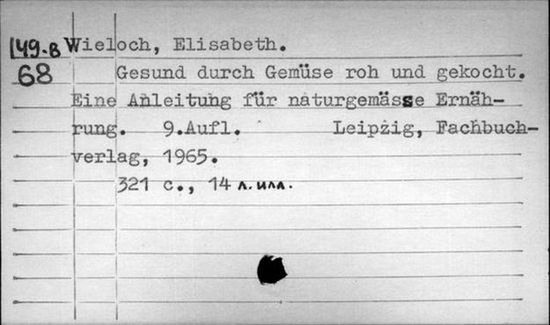 149.В Wieloch, Elisabeth.
68 Gesund durch Gemüse roh und gekocht.
Eine Anleitung für naturgemässe Ernäh-
rung. 9.Aufl. Leipzig, Fachbuch-
verlag, 1965.
321 с., 14 л.илл.